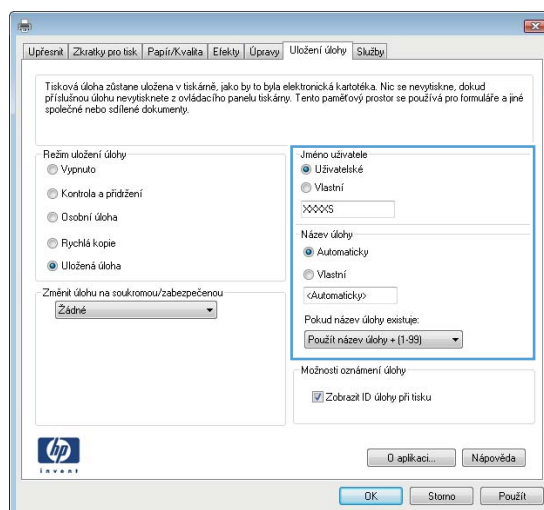 Upřesnit Zkratky pro tisk Papír/Kvalita Efekty Úpravy Uložení úlohy Služby
Tisková úloha zůstane uložena v tiskárně, jako by to byla elektronická kartotéka. Nic se nevytiskne, dokud
příslušnou úlohu nevytisknete z ovládacího panelu tiskárny. Tento paměťový prostor se používá pro formuláře a jiné
společné nebo sdílené dokumenty.
Režim uložení úlohy
Vypnuto
Kontrola a přidržení
Osobní úloha
Rychlá kopie
Uložená úloha
Změnit úlohu na soukromou/zabezpečenou
Žádné
Jméno uživatele
Uživatelské
Vlastní
XXXXS
Název úlohy
Automaticky
Vlastní
<Automaticky>
Pokud název úlohy existuje:
Použít název úlohy + (1-99)
Možnosti oznámení úlohy
Zobrazit ID úlohy při tisku
hp
invent
O aplikaci... Nápověda
OK Storno Použít